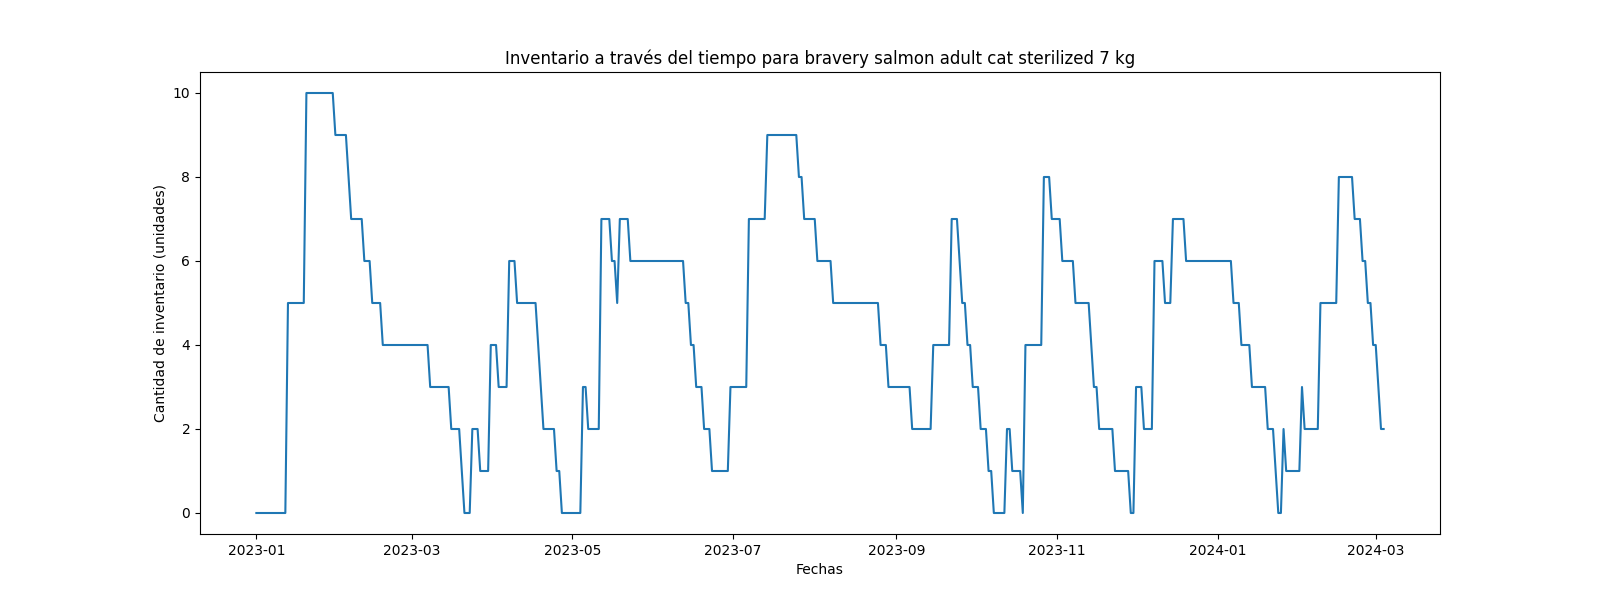 Inventario a través del tiempo para bravery salmon adult cat sterilized 7 kg
Cantidad de inventario (unidades)
10
8
6
4
2
0
2023-01 2023-03 2023-05 2023-07 2023-09 2023-11 2024-01 2024-03
Fechas